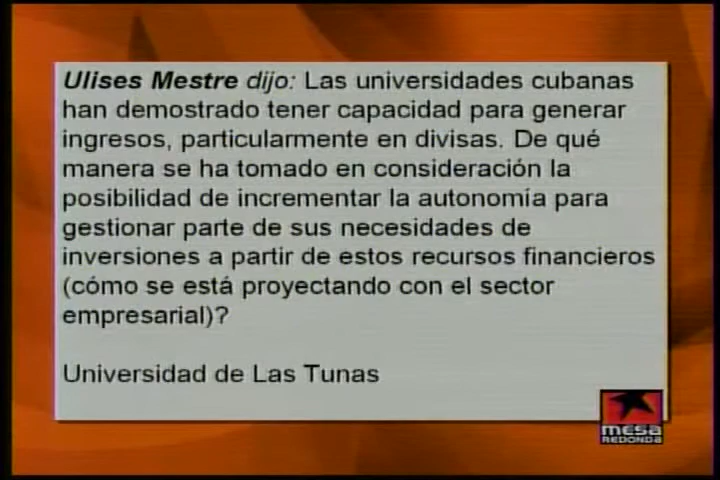 Ulises Mestre dijo: Las universidades cubanas
han demostrado tener capacidad para generar
ingresos, particularmente en divisas. De qué
manera se ha tomado en consideración la
posibilidad de incrementar la autonomía para
gestionar parte de sus necesidades de
inversiones a partir de estos recursos financieros
(cómo se está proyectando con el sector
empresarial)?
Universidad de Las Tunas
mesa
REDONDA